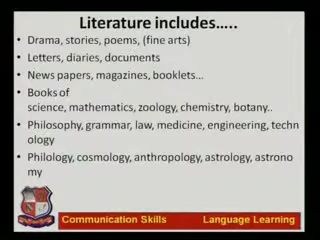 Literature includes.....
• Drama, stories, poems, (fine arts)
• Letters, diaries, documents
• News papers, magazines, booklets...
• Books of
science, mathematics, zoology, chemistry, botany..
• Philosophy, grammar, law, medicine, engineering, techn
ology
• Philology, cosmology, anthropology, astrology, astrono
my
Communication Skills Language Learning